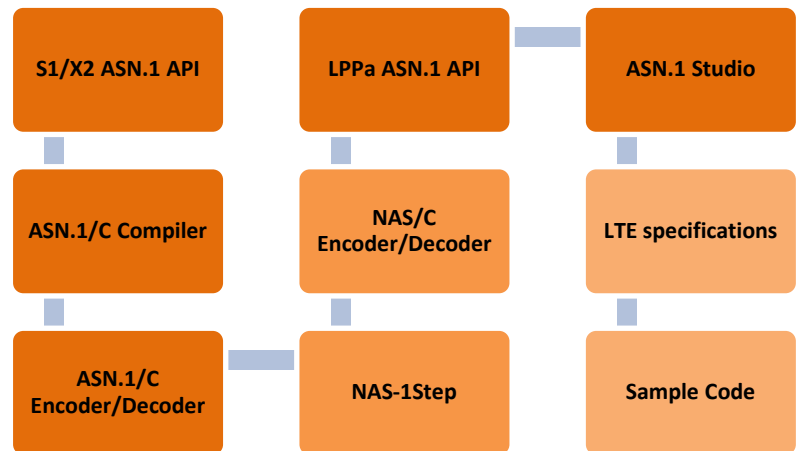 S1/X2 ASN.1 API
LPPa ASN.1 API
ASN.1 Studio
ASN.1/C Compiler
NAS/C
Encoder/Decoder
LTE specifications
ASN.1/C
Encoder/Decoder
NAS-1Step
Sample Code